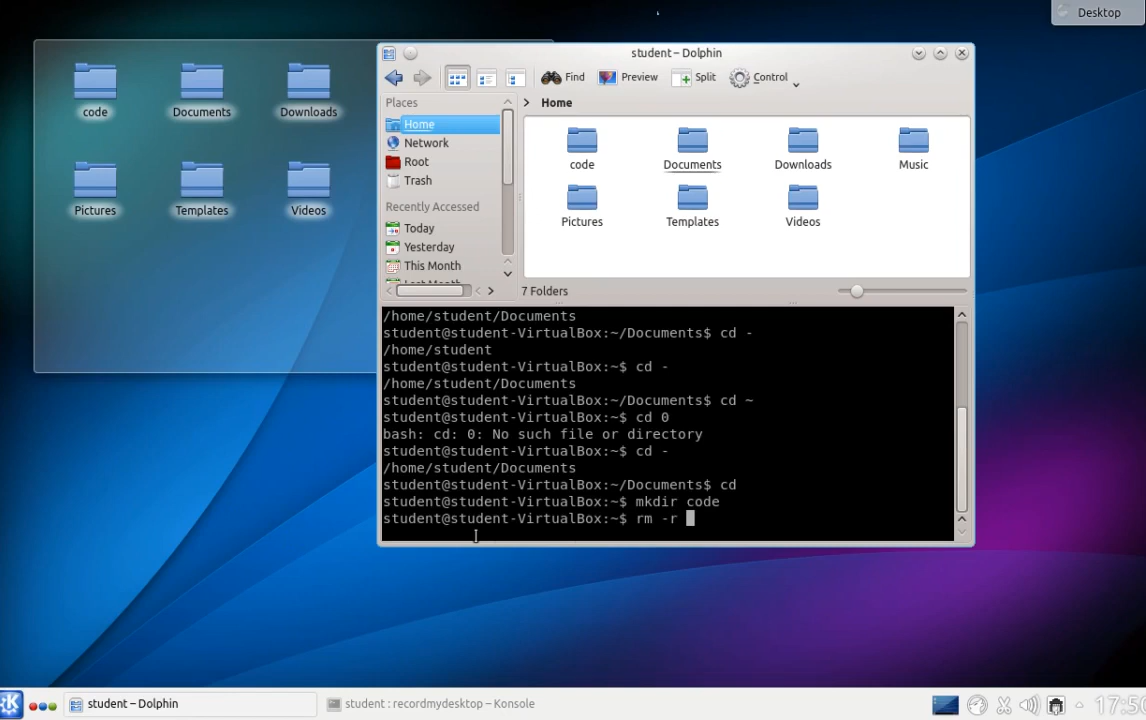 Desktop
code Documents Downloads
Pictures Templates Videos
student – Dolphin
Find Preview Split Control
Places
Home
Network
Root
Trash
Recently Accessed
Today
Yesterday
This Month
Last Month
> Home
code Documents Downloads Music
Pictures Templates Videos
7 Folders
/home/student/Documents
student@student-VirtualBox:~/Documents$ cd -
/home/student
student@student-VirtualBox:~$ cd -
/home/student/Documents
student@student-VirtualBox:~/Documents$ cd ~
student@student-VirtualBox:~$ cd 0
bash: cd: 0: No such file or directory
student@student-VirtualBox:~$ cd -
/home/student/Documents
student@student-VirtualBox:~/Documents$ cd
student@student-VirtualBox:~$ mkdir code
student@student-VirtualBox:~$ rm -r
student – Dolphin
student : recordmydesktop – Konsole